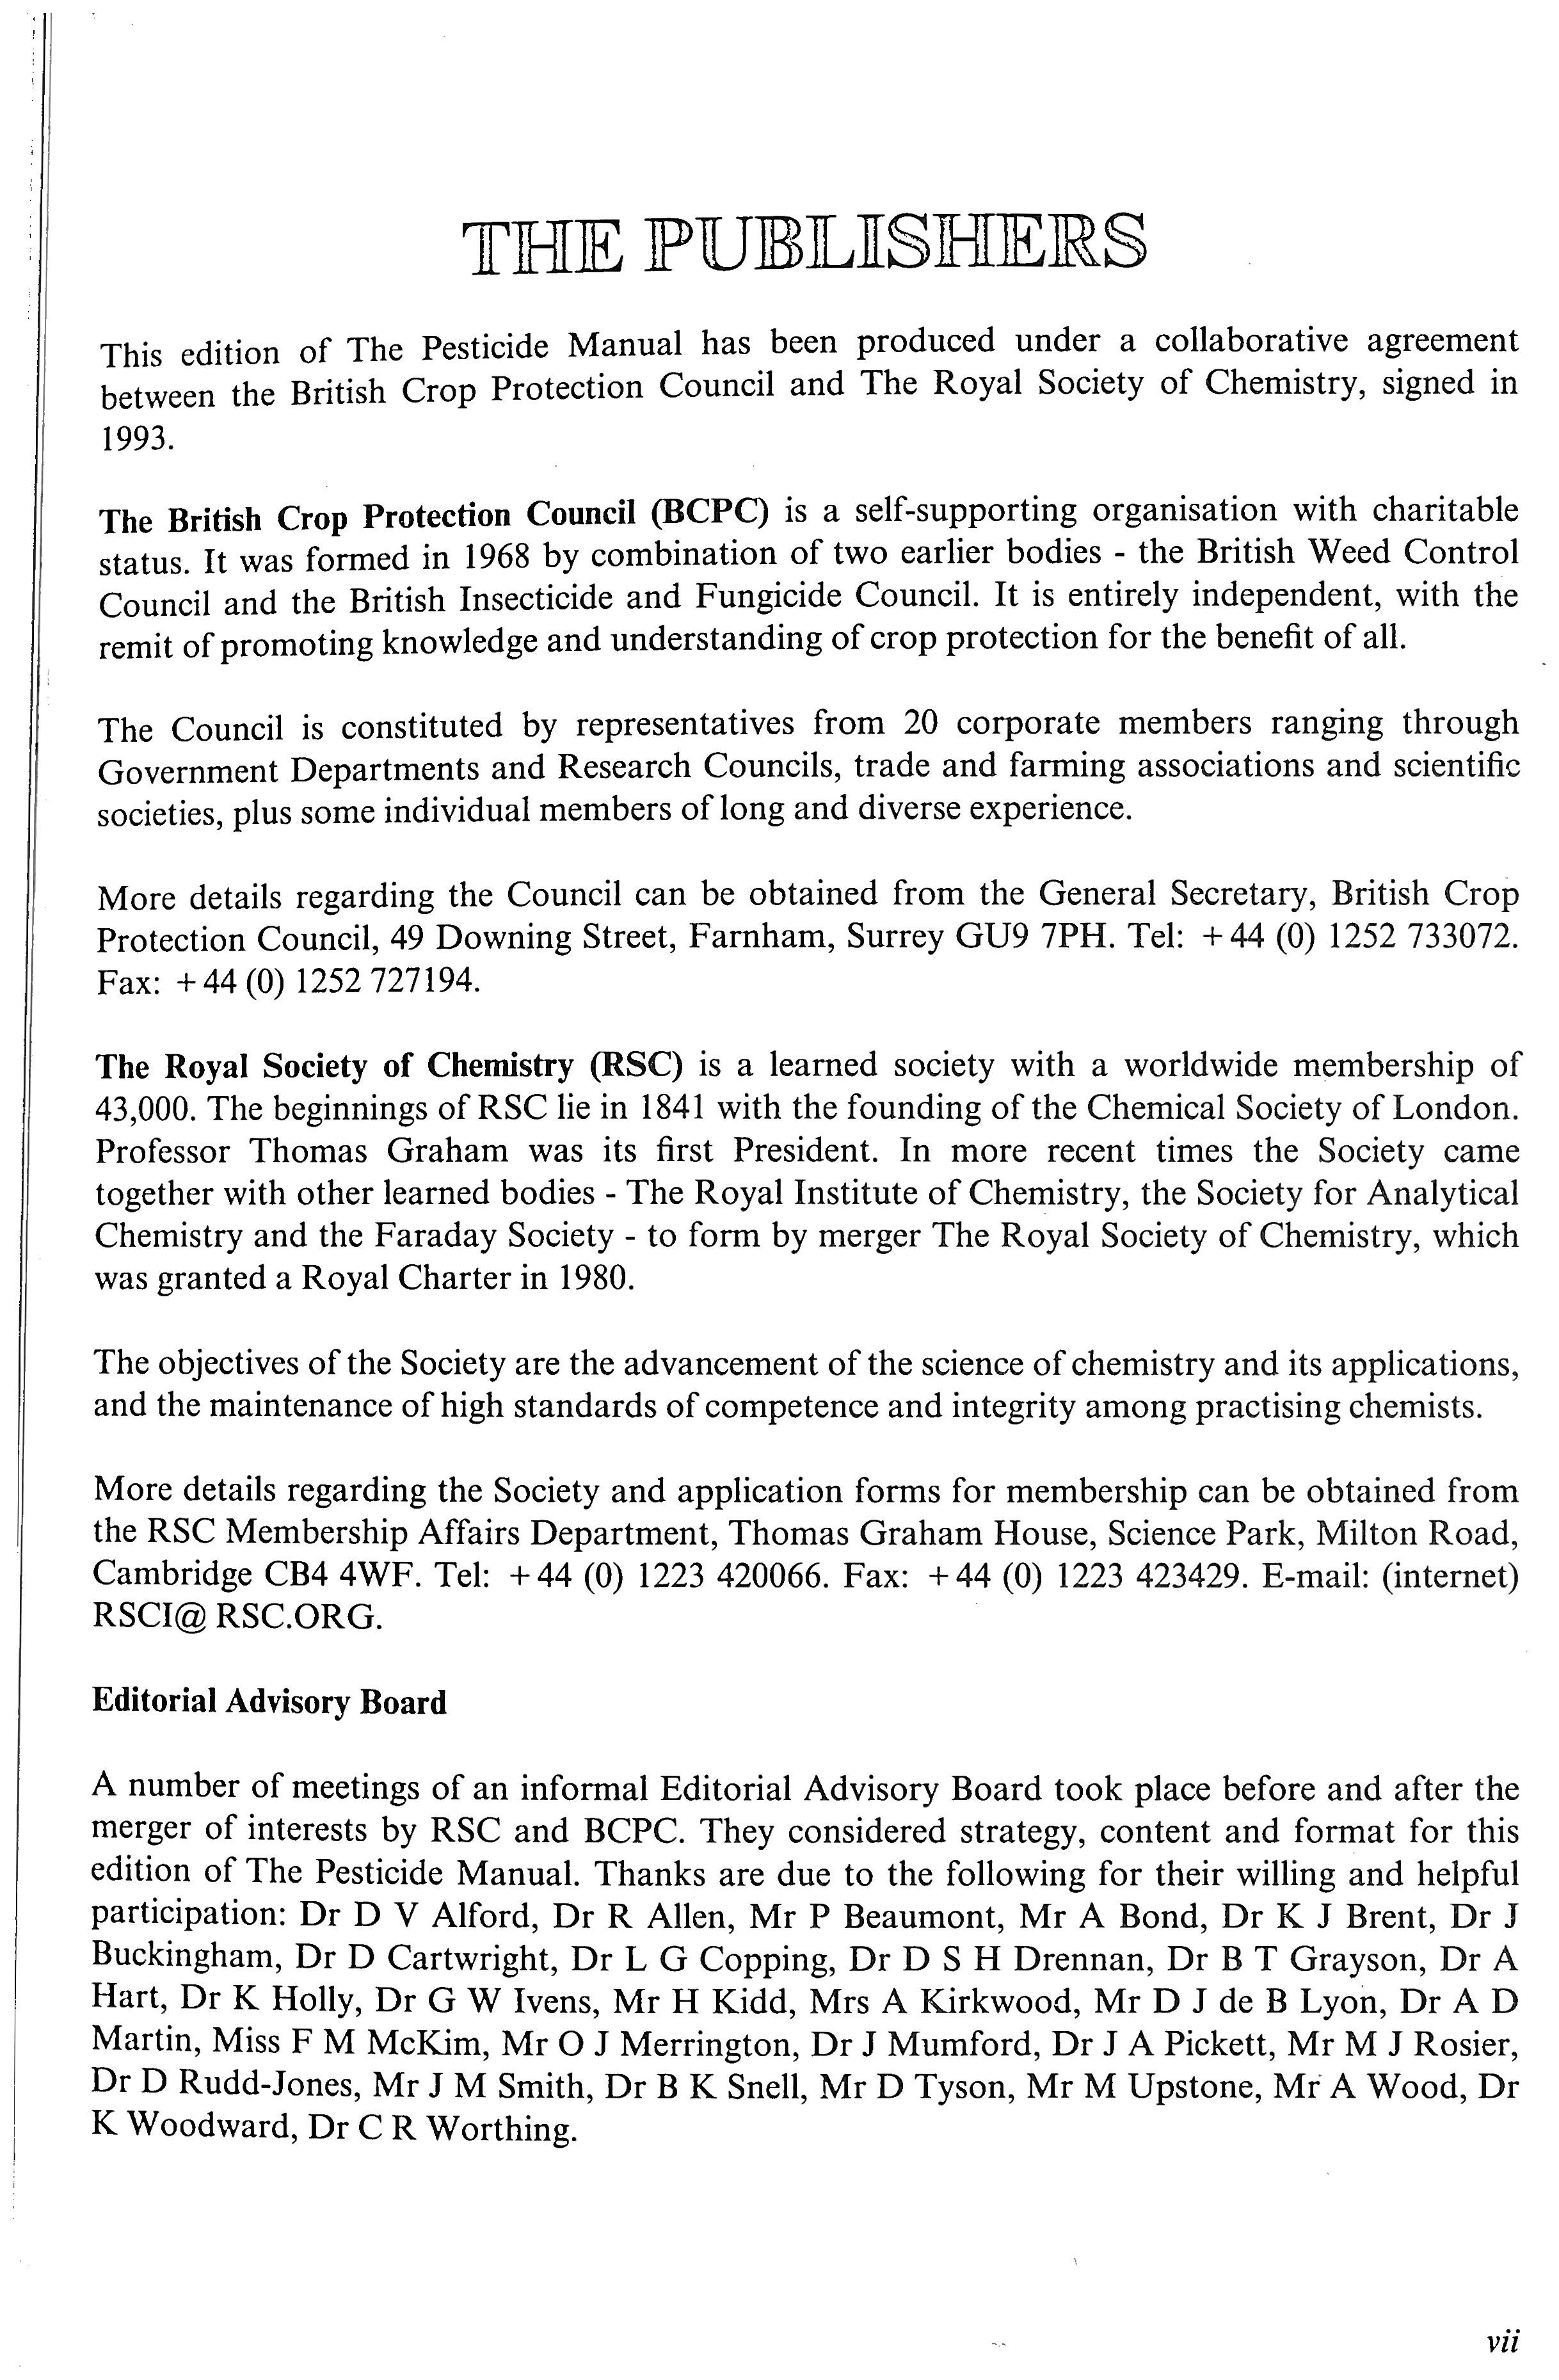 THE PUBLISHERS
This edition of The Pesticide Manual has been produced under a collaborative agreement
between the British Crop Protection Council and The Royal Society of Chemistry, signed in
1993.
The British Crop Protection Council (BCPC) is a self-supporting organisation with charitable
status. It was formed in 1968 by combination of two earlier bodies - the British Weed Control
Council and the British Insecticide and Fungicide Council. It is entirely independent, with the
remit of promoting knowledge and understanding of crop protection for the benefit of all.
The Council is constituted by representatives from 20 corporate members ranging through
Government Departments and Research Councils, trade and farming associations and scientific
societies, plus some individual members of long and diverse experience.
More details regarding the Council can be obtained from the General Secretary, British Crop
Protection Council, 49 Downing Street, Farnham, Surrey GU9 7PH. Tel: +44 (0) 1252 733072.
Fax: +44 (0) 1252 727194.
The Royal Society of Chemistry (RSC) is a learned society with a worldwide membership of
43,000. The beginnings of RSC lie in 1841 with the founding of the Chemical Society of London.
Professor Thomas Graham was its first President. In more recent times the Society came
together with other learned bodies - The Royal Institute of Chemistry, the Society for Analytical
Chemistry and the Faraday Society - to form by merger The Royal Society of Chemistry, which
was granted a Royal Charter in 1980.
The objectives of the Society are the advancement of the science of chemistry and its applications,
and the maintenance of high standards of competence and integrity among practising chemists.
More details regarding the Society and application forms for membership can be obtained from
the RSC Membership Affairs Department, Thomas Graham House, Science Park, Milton Road,
Cambridge CB4 4WF. Tel: +44 (0) 1223 420066. Fax: +44 (0) 1223 423429. E-mail: (internet)
RSCI@ RSC.ORG.
Editorial Advisory Board
A number of meetings of an informal Editorial Advisory Board took place before and after the
merger of interests by RSC and BCPC. They considered strategy, content and format for this
edition of The Pesticide Manual. Thanks are due to the following for their willing and helpful
participation: Dr D V Alford, Dr R Allen, Mr P Beaumont, Mr A Bond, Dr K J Brent, Dr J
Buckingham, Dr D Cartwright, Dr L G Copping, Dr D S H Drennan, Dr B T Grayson, Dr A
Hart, Dr K Holly, Dr G W Ivens, Mr H Kidd, Mrs A Kirkwood, Mr D J de B Lyon, Dr A D
Martin, Miss F M McKim, Mr O J Merrington, Dr J Mumford, Dr J A Pickett, Mr M J Rosier,
Dr D Rudd-Jones, Mr J M Smith, Dr B K Snell, Mr D Tyson, Mr M Upstone, Mr A Wood, Dr
K Woodward, Dr C R Worthing.
vii